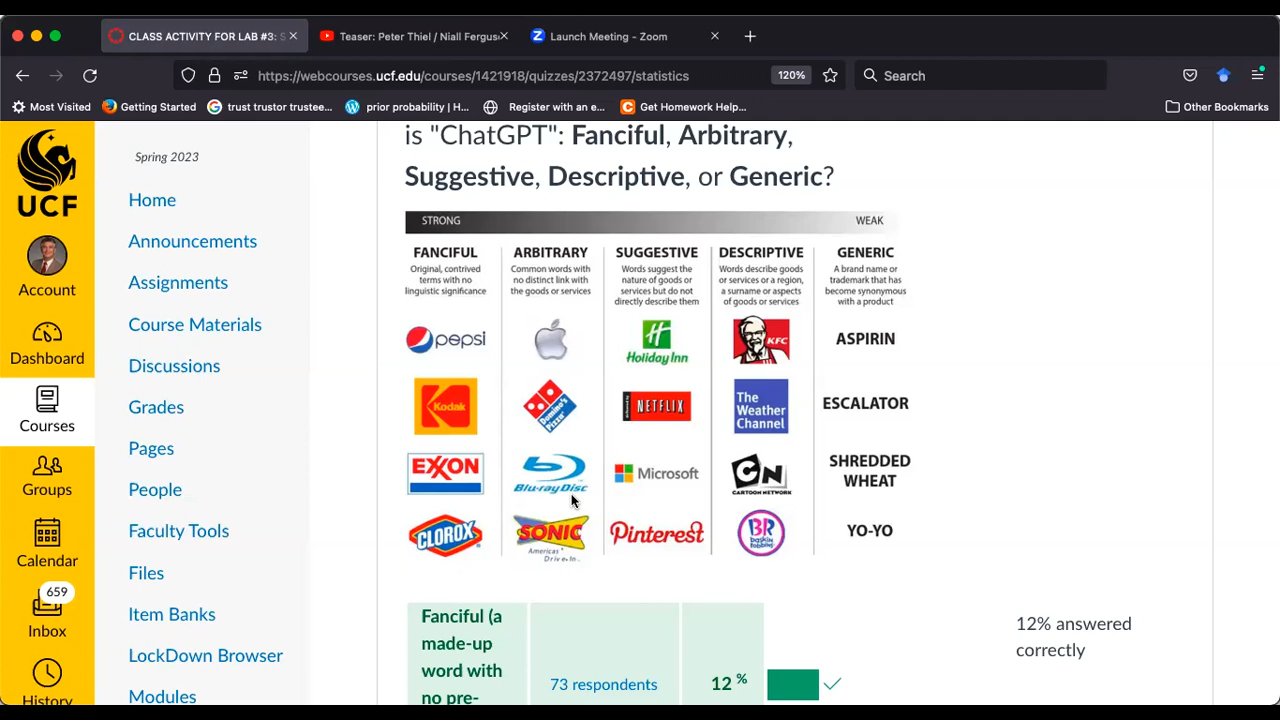 CLASS ACTIVITY FOR LAB #3: S
Teaser: Peter Thiel / Niall Fergus
Launch Meeting - Zoom
https://webcourses.ucf.edu/courses/1421918/quizzes/2372497/statistics
120%
Search
Most Visited
Getting Started
trust trustor trustee...
prior probability | H...
Register with an e...
Get Homework Help...
Other Bookmarks
UCF
Account
Dashboard
Courses
Groups
Calendar
659
Inbox
History
Spring 2023
Home
Announcements
Assignments
Course Materials
Discussions
Grades
Pages
People
Faculty Tools
Files
Item Banks
LockDown Browser
Modules
is "ChatGPT": Fanciful, Arbitrary,
Suggestive, Descriptive, or Generic?
STRONG
WEAK
FANCIFUL
Original, contrived
terms with no
linguistic significance
pepsi
Kodak
EXXON
CLOROX
ARBITRARY
Common words with
no distinct link with
the goods or services
Domino's
Pizza
Blu-ray Disc
SONIC
America's Drive-In
SUGGESTIVE
Words suggest the
nature of goods or
services but do not
directly describe them
Holiday Inn
NETFLIX
Microsoft
Pinterest
DESCRIPTIVE
Words describe goods
or services or a region,
a surname or aspects
of goods or services
KFC
The
Weather
Channel
CN
CARTOON NETWORK
BR
baskin
robbins
GENERIC
A brand name or
trademark that has
become synonymous
with a product
ASPIRIN
ESCALATOR
SHREDDED
WHEAT
YO-YO
Fanciful (a
made-up
word with
no pre-
73 respondents
12 %
12% answered
correctly